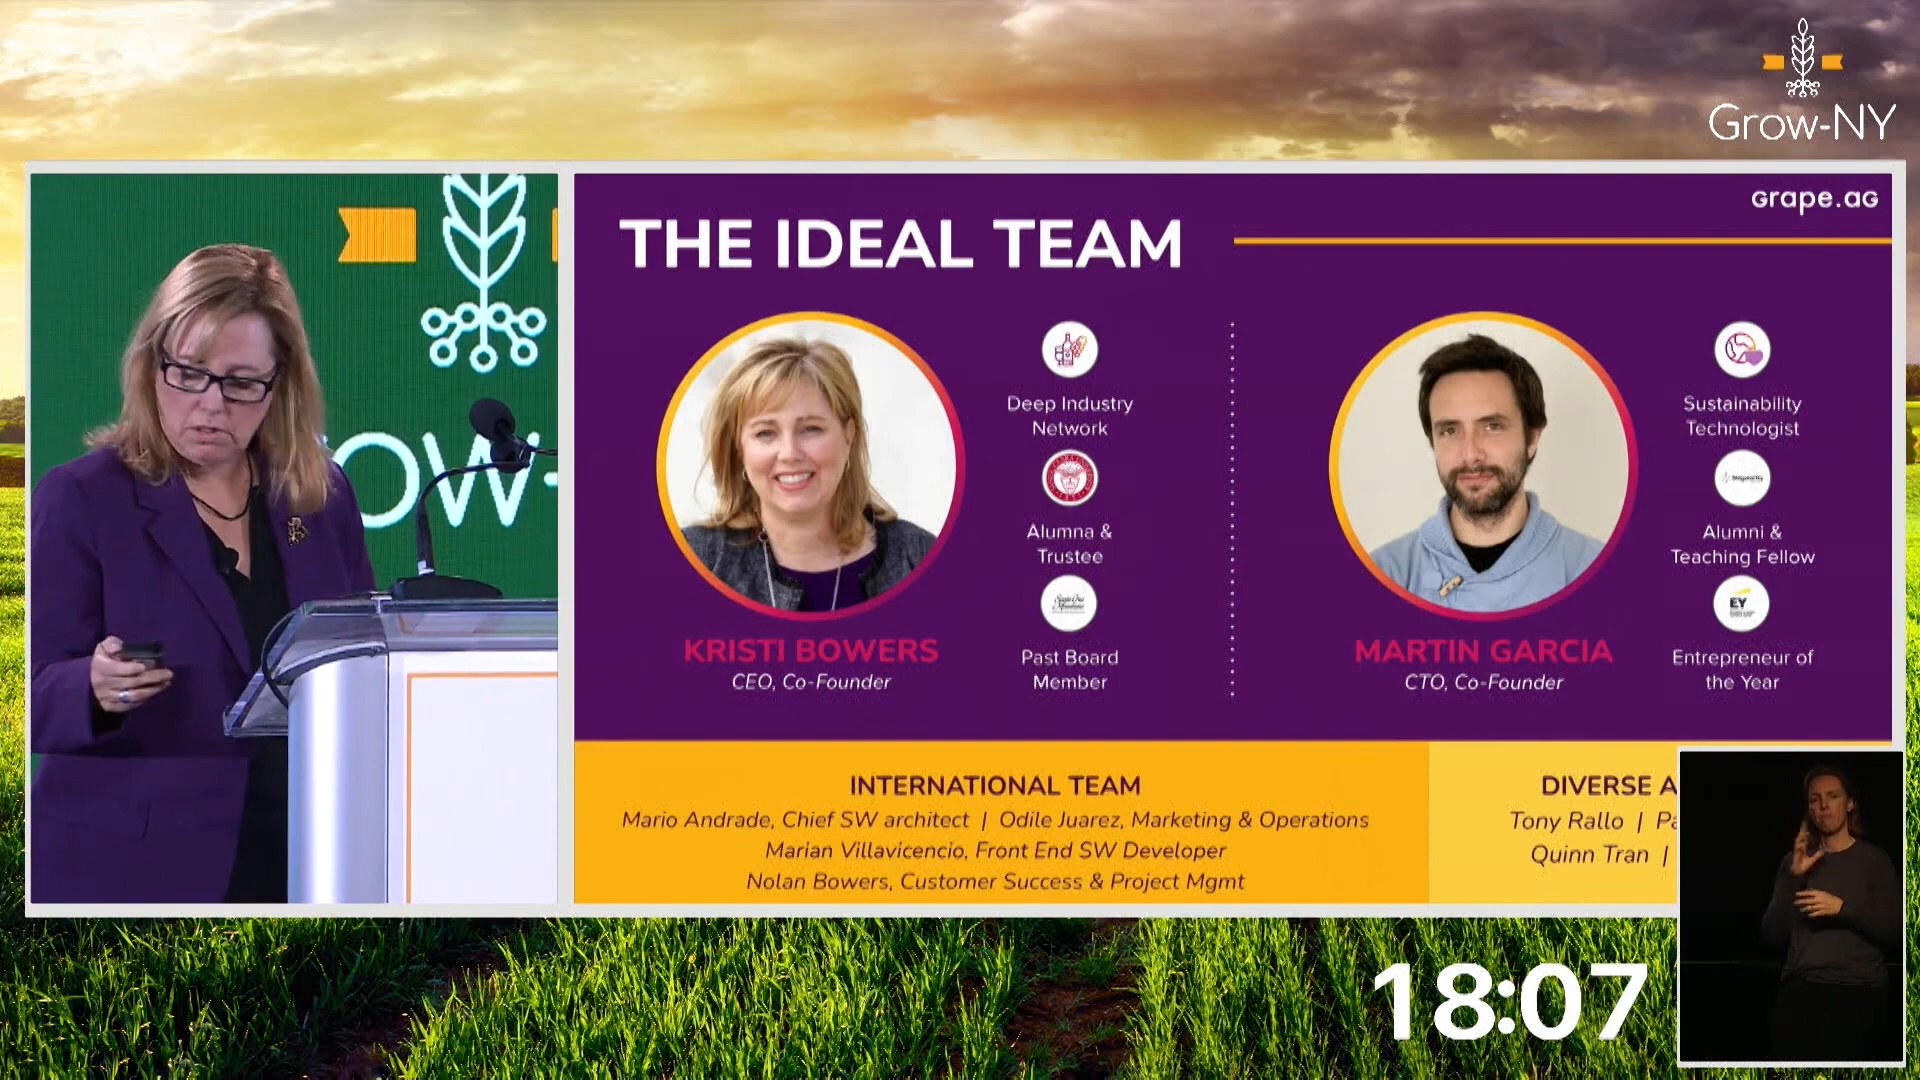 Grow-NY
OW-
grape.ag
THE IDEAL TEAM
Deep Industry
Network
Alumna &
Trustee
Past Board
Member
KRISTI BOWERS
CEO, Co-Founder
Sustainability
Technologist
Alumni &
Teaching Fellow
EY
Entrepreneur of
the Year
MARTIN GARCIA
CTO, Co-Founder
INTERNATIONAL TEAM
Mario Andrade, Chief SW architect | Odile Juarez, Marketing & Operations
Marian Villavicencio, Front End SW Developer
Nolan Bowers, Customer Success & Project Mgmt
DIVERSE A
Tony Rallo | Pa
Quinn Tran |
18:07